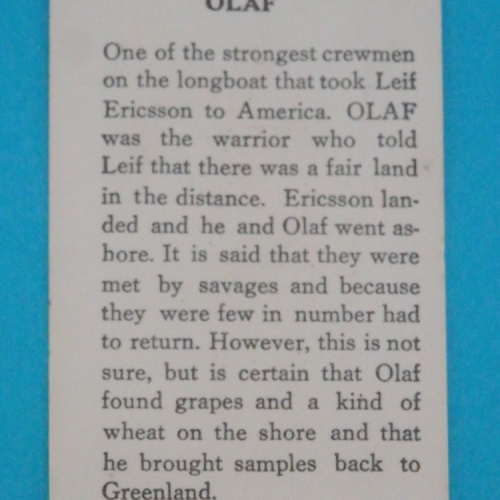 OLAF
One of the strongest crewmen
on the longboat that took Leif
Ericsson to America. OLAF
was the warrior who told
Leif that there was a fair land
in the distance. Ericsson lan-
ded and he and Olaf went as-
hore. It is said that they were
met by savages and because
they were few in number had
to return. However, this is not
sure, but is certain that Olaf
found grapes and a kind of
wheat on the shore and that
he brought samples back to
Greenland.